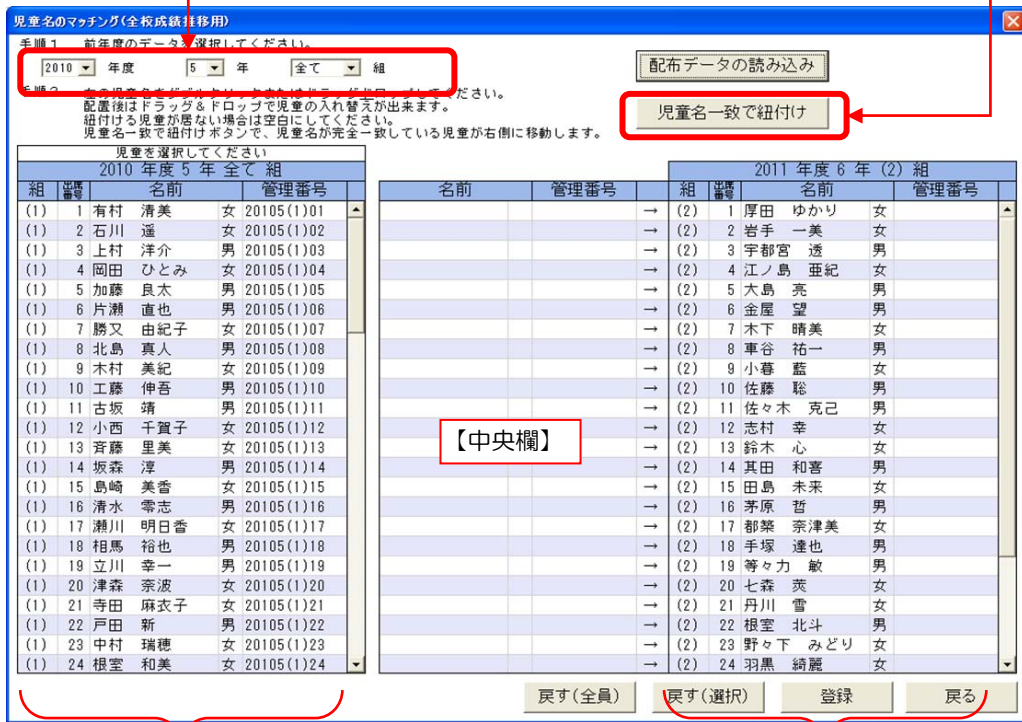 児童名のマッチング(全校成績推移用)
手順1 前年度のデータを選択してください。
2010 年度 5 年 全て 組
配布データの読み込み
配置後はドラッグ&ドロップで児童の入れ替えが出来ます。
紐付ける児童が居ない場合は空白にしてください。
児童名一致で紐付けボタンで、児童名が完全一致している児童が右側に移動します。
児童名一致で紐付け
児童を選択してください
2010 年度 5 年 全て 組
組 出席番号 名前 管理番号
(1) 1 有村 清美 女 20105(1)01
(1) 2 石川 遥 女 20105(1)02
(1) 3 上村 洋介 男 20105(1)03
(1) 4 岡田 ひとみ 女 20105(1)04
(1) 5 加藤 良太 男 20105(1)05
(1) 6 片瀬 直也 男 20105(1)06
(1) 7 勝又 由紀子 女 20105(1)07
(1) 8 北島 真人 男 20105(1)08
(1) 9 木村 美紀 女 20105(1)09
(1) 10 工藤 伸吾 男 20105(1)10
(1) 11 古坂 靖 男 20105(1)11
(1) 12 小西 千賀子 女 20105(1)12
(1) 13 斉藤 里美 女 20105(1)13
(1) 14 坂森 淳 男 20105(1)14
(1) 15 島崎 美香 女 20105(1)15
(1) 16 清水 零志 男 20105(1)16
(1) 17 瀬川 明日香 女 20105(1)17
(1) 18 相馬 裕也 男 20105(1)18
(1) 19 立川 幸一 男 20105(1)19
(1) 20 津森 奈波 女 20105(1)20
(1) 21 寺田 麻衣子 女 20105(1)21
(1) 22 戸田 新 男 20105(1)22
(1) 23 中村 瑞穂 女 20105(1)23
(1) 24 根室 和美 女 20105(1)24
名前 管理番号
【中央欄】
2011 年度 6 年 (2) 組
組 出席番号 名前 管理番号
→ (2) 1 厚田 ゆかり 女
→ (2) 2 岩手 一美 女
→ (2) 3 宇都宮 透 男
→ (2) 4 江ノ島 亜紀 女
→ (2) 5 大島 亮 男
→ (2) 6 金屋 望 男
→ (2) 7 木下 晴美 女
→ (2) 8 車谷 祐一 男
→ (2) 9 小暮 藍 女
→ (2) 10 佐藤 聡 男
→ (2) 11 佐々木 克己 男
→ (2) 12 志村 幸 女
→ (2) 13 鈴木 心 女
→ (2) 14 其田 和喜 男
→ (2) 15 田島 未来 女
→ (2) 16 茅原 哲 男
→ (2) 17 都築 奈津美 女
→ (2) 18 手塚 達也 男
→ (2) 19 等々力 敏 男
→ (2) 20 七森 茂 女
→ (2) 21 丹川 雪 女
→ (2) 22 根室 北斗 男
→ (2) 23 野々下 みどり 女
→ (2) 24 羽黒 綺麗 女
戻す(全員) 戻す(選択) 登録 戻る